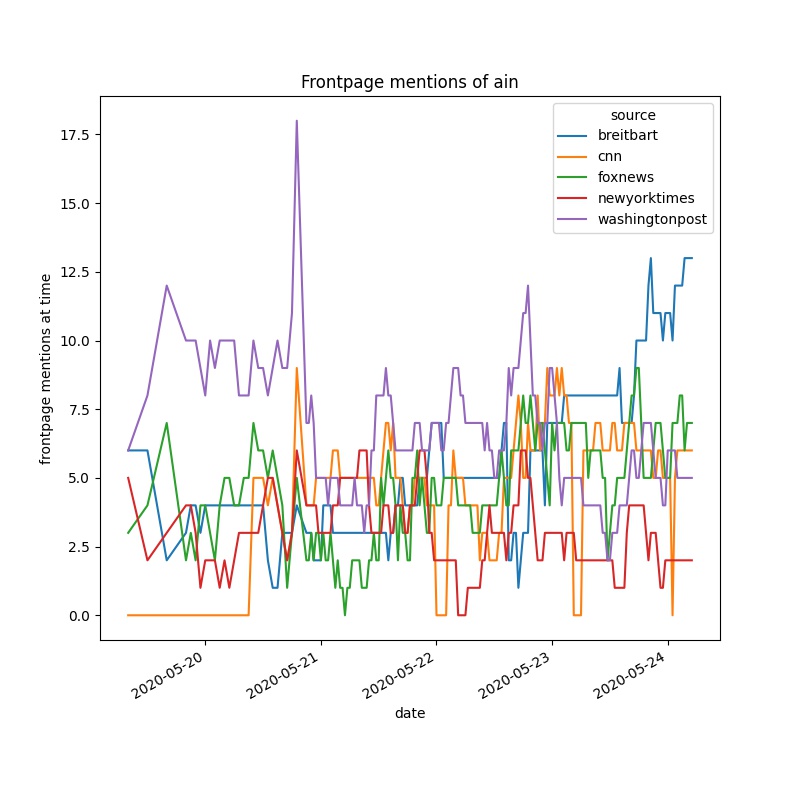 Frontpage mentions of ain
source
breitbart
cnn
foxnews
newyorktimes
washingtonpost
17.5
15.0
12.5
10.0
7.5
5.0
2.5
0.0
frontpage mentions at time
2020-05-20
2020-05-21
2020-05-22
2020-05-23
2020-05-24
date